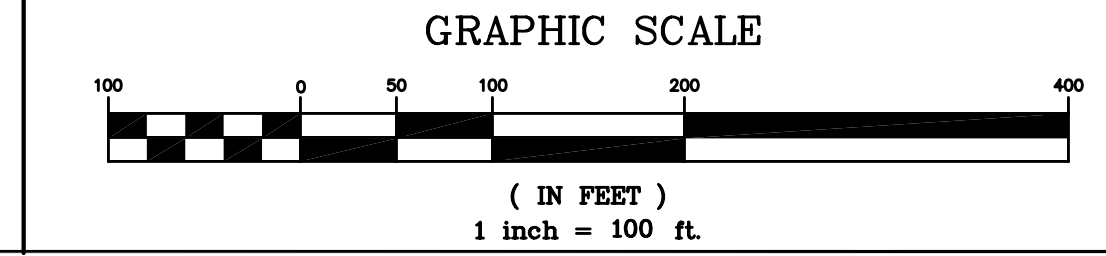 GRAPHIC SCALE
100 0 50 100 200 400
( IN FEET )
1 inch = 100 ft.